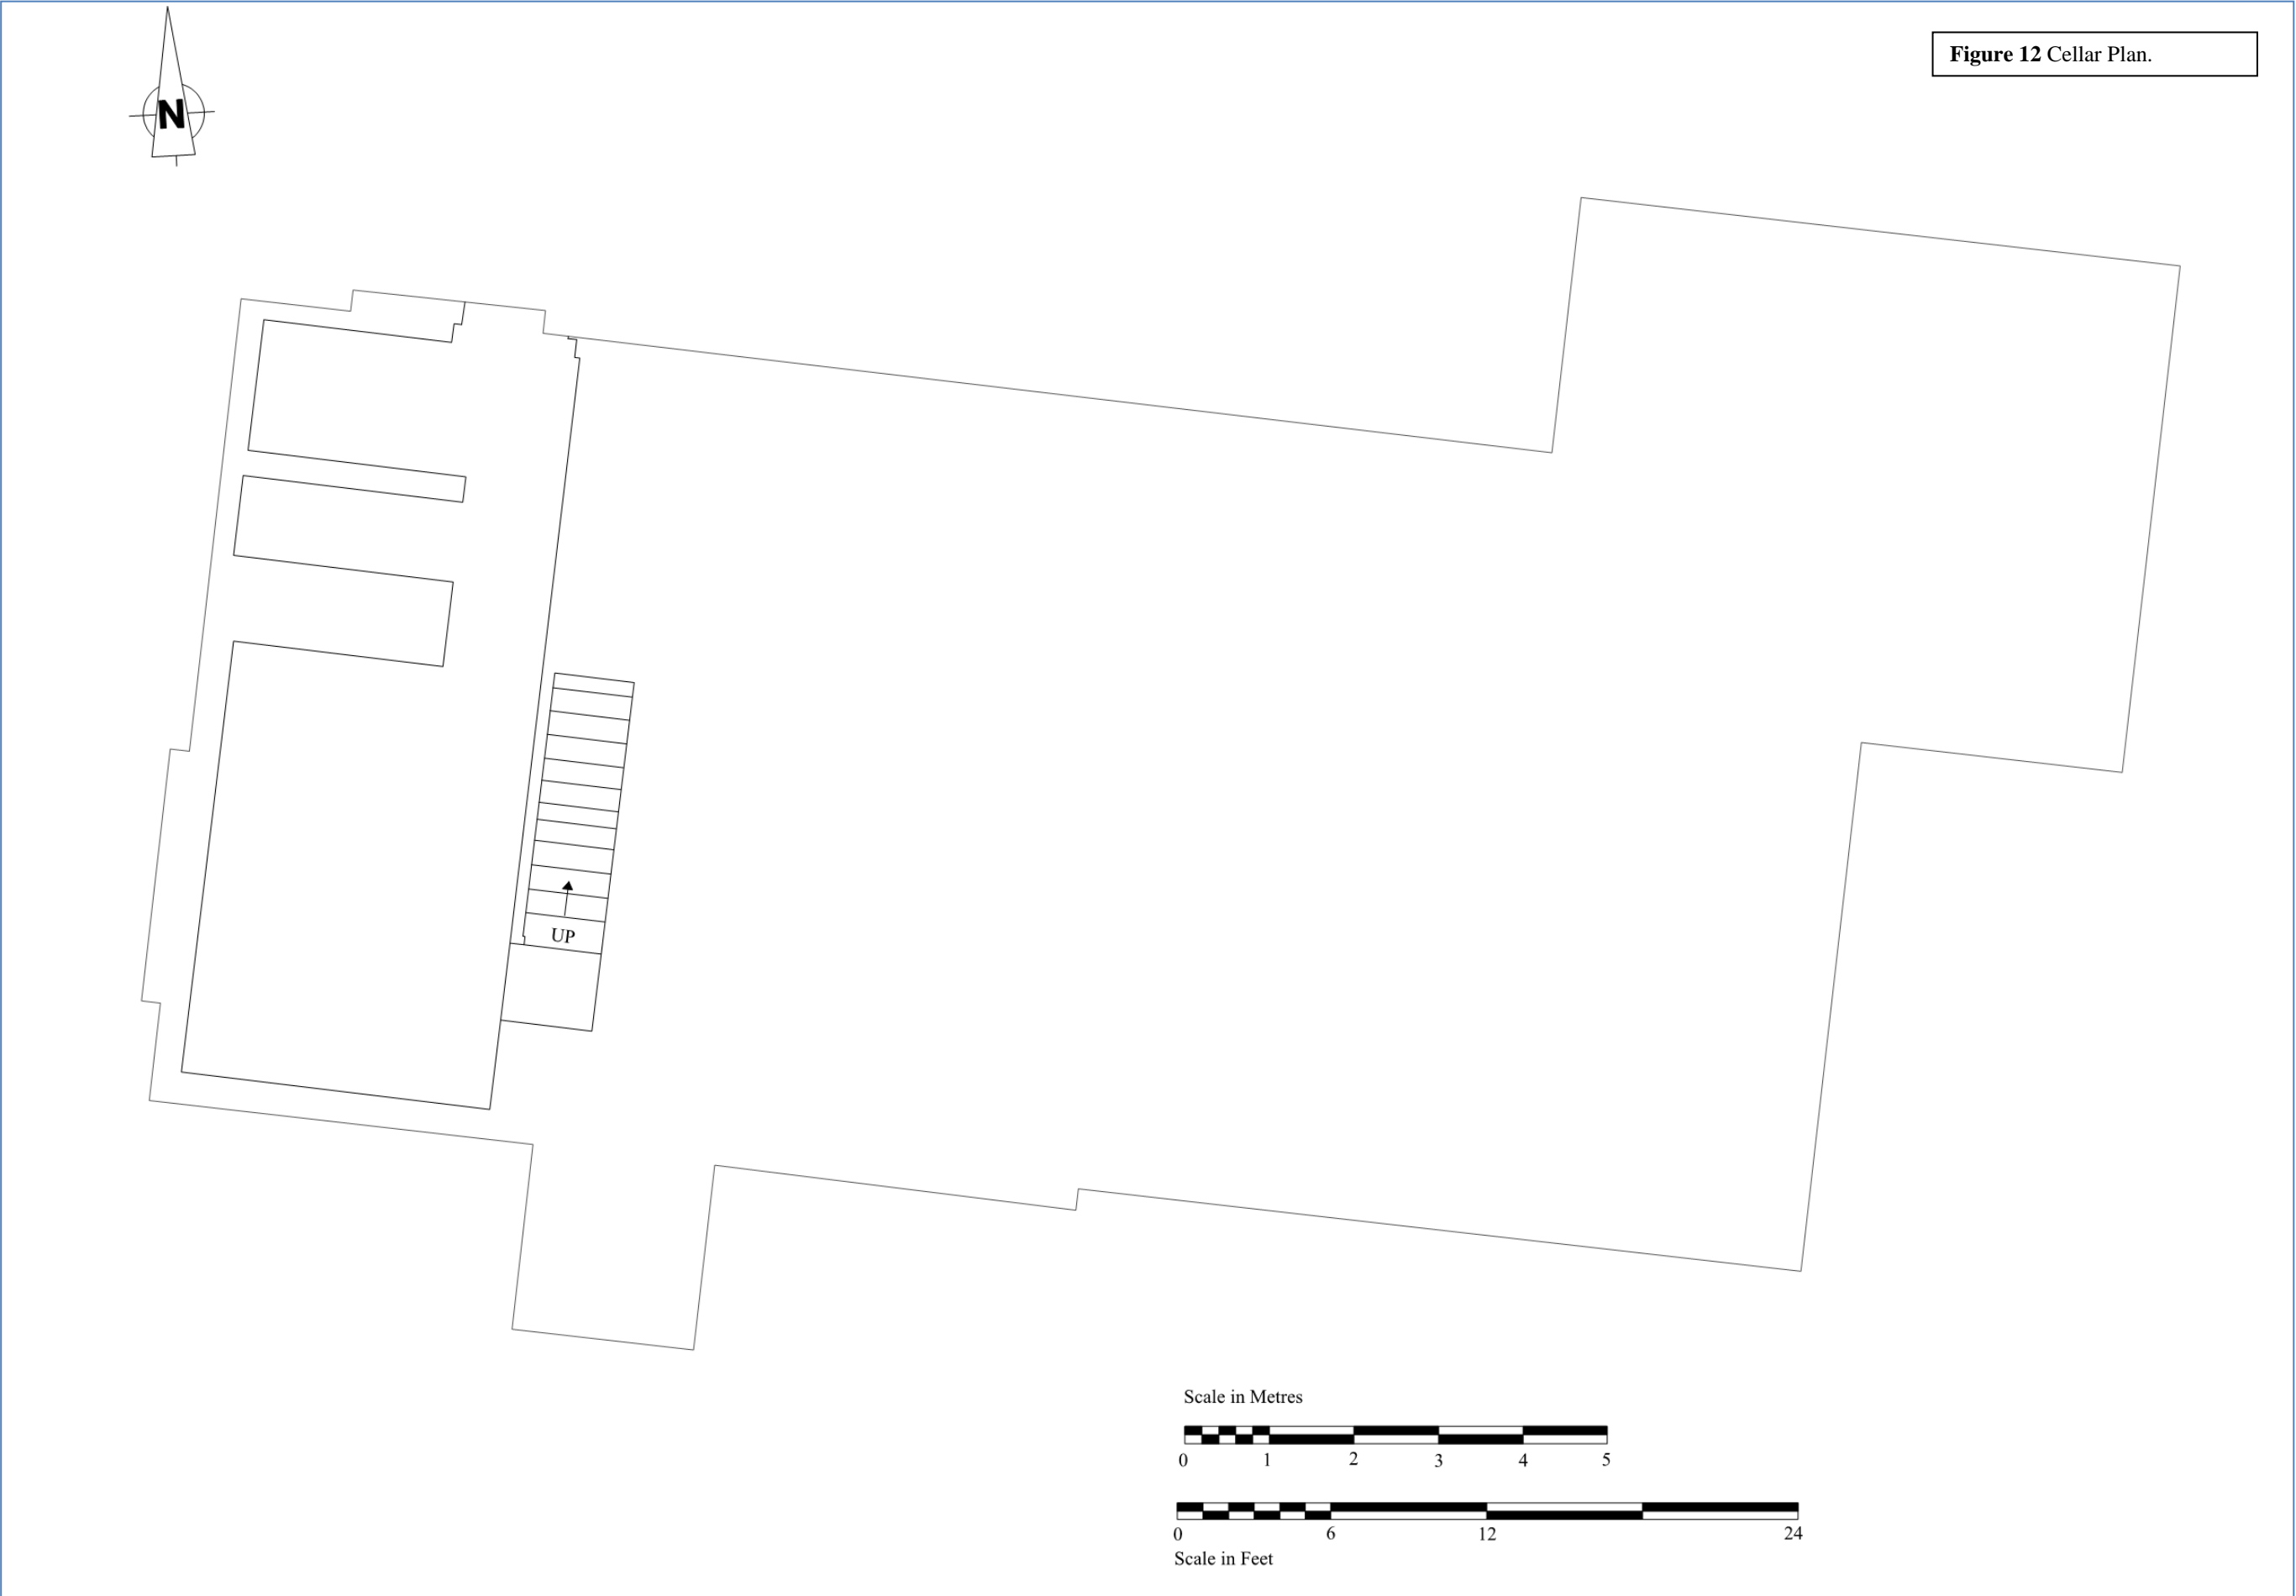 N
Figure 12 Cellar Plan.
UP
Scale in Metres
0 1 2 3 4 5
0 6 12 24
Scale in Feet